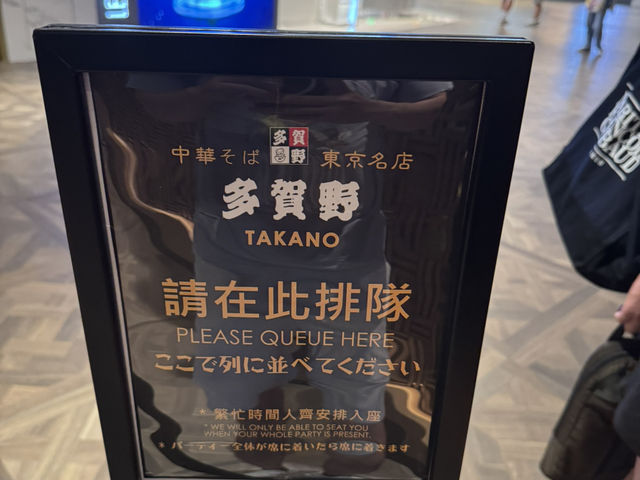 中華そば 多賀野 東京名店
多賀野
TAKANO
請在此排隊
PLEASE QUEUE HERE
ここで列に並べてください
* 繁忙時間人齊安排入座
* WE WILL ONLY BE ABLE TO SEAT YOU
WHEN YOUR WHOLE PARTY IS PRESENT.
* パーティー全体が席に着いたら席に着きます